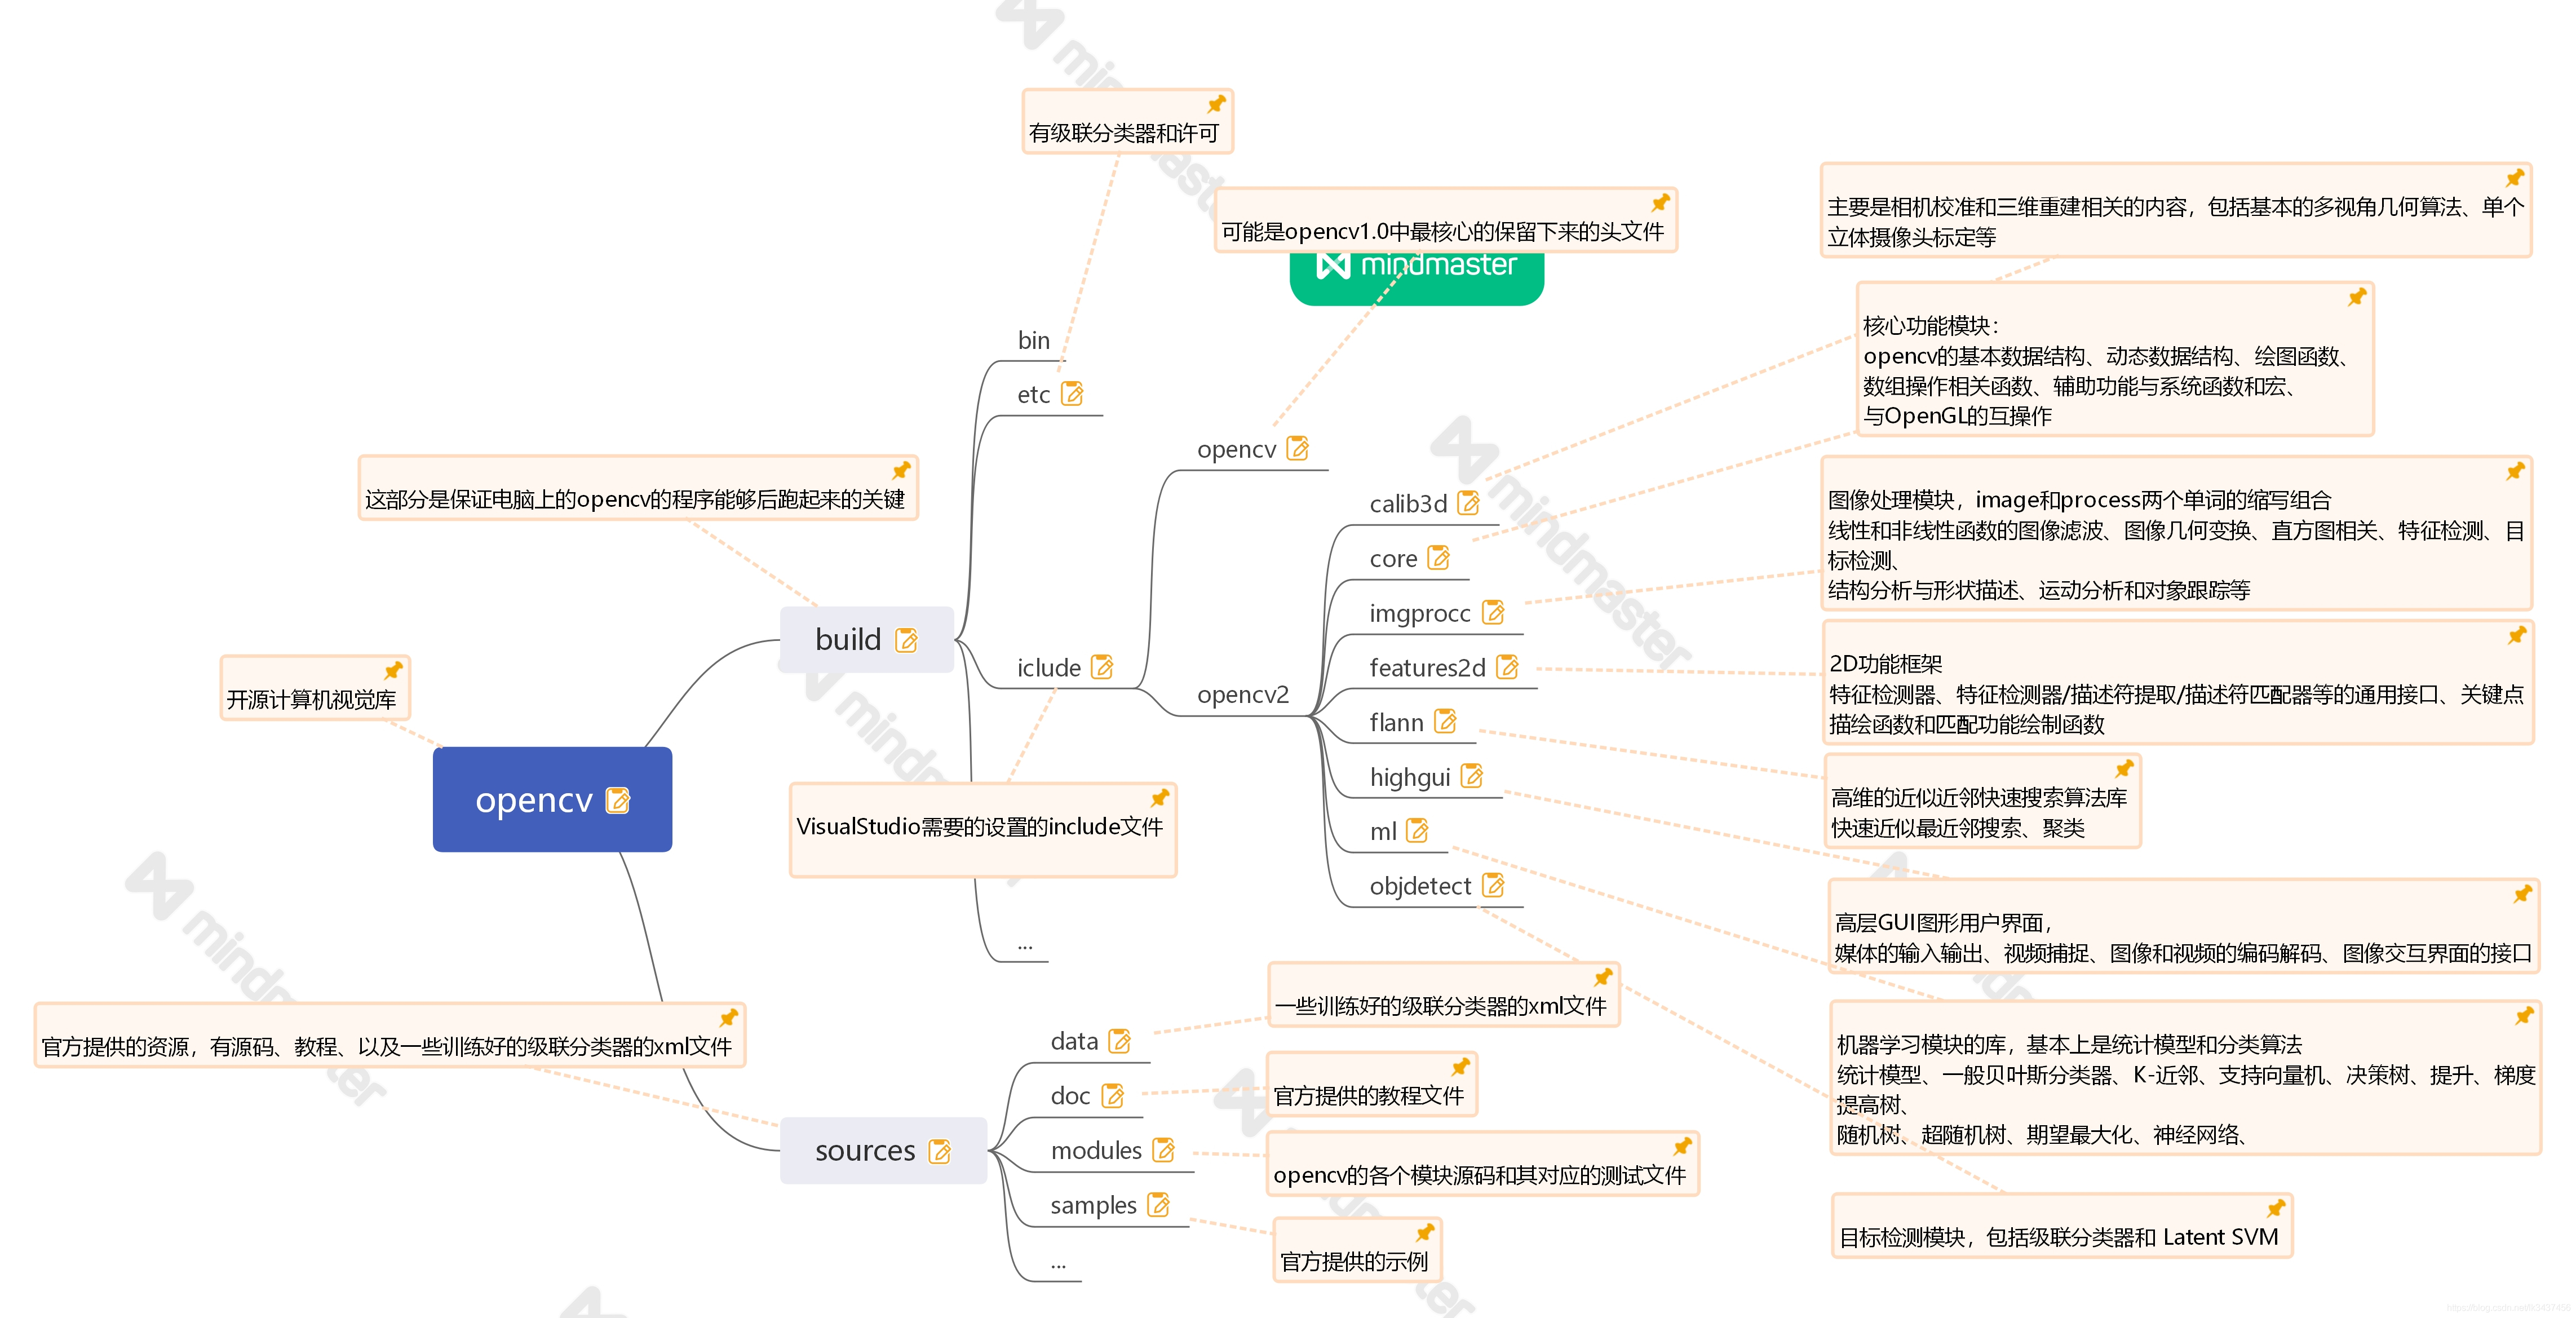 有级联分类器和许可
可能是opencv1.0中最核心的保留下来的头文件
mindmaster
主要是相机校准和三维重建相关的内容，包括基本的多视角几何算法、单个
立体摄像头标定等
核心功能模块：
opencv的基本数据结构、动态数据结构、绘图函数、
数组操作相关函数、辅助功能与系统函数和宏、
与OpenGL的互操作
bin
etc
opencv
这部分是保证电脑上的opencv的程序能够后跑起来的关键
calib3d
core
imgprocc
features2d
flann
highgui
ml
objdetect
图像处理模块，image和process两个单词的缩写组合
线性和非线性函数的图像滤波、图像几何变换、直方图相关、特征检测、目
标检测、
结构分析与形状描述、运动分析和对象跟踪等
build
iclude
opencv2
2D功能框架
特征检测器、特征检测器/描述符提取/描述符匹配器等的通用接口、关键点
描绘函数和匹配功能绘制函数
开源计算机视觉库
opencv
VisualStudio需要的设置的include文件
高维的近似近邻快速搜索算法库
快速近似最近邻搜索、聚类
高层GUI图形用户界面，
媒体的输入输出、视频捕捉、图像和视频的编码解码、图像交互界面的接口
...
官方提供的资源，有源码、教程、以及一些训练好的级联分类器的xml文件
一些训练好的级联分类器的xml文件
机器学习模块的库，基本上是统计模型和分类算法
统计模型、一般贝叶斯分类器、K-近邻、支持向量机、决策树、提升、梯度
提高树、
随机树、超随机树、期望最大化、神经网络、
data
doc
官方提供的教程文件
sources
modules
opencv的各个模块源码和其对应的测试文件
samples
官方提供的示例
...
目标检测模块，包括级联分类器和 Latent SVM
mindmaster
mindmaster
mindmaster